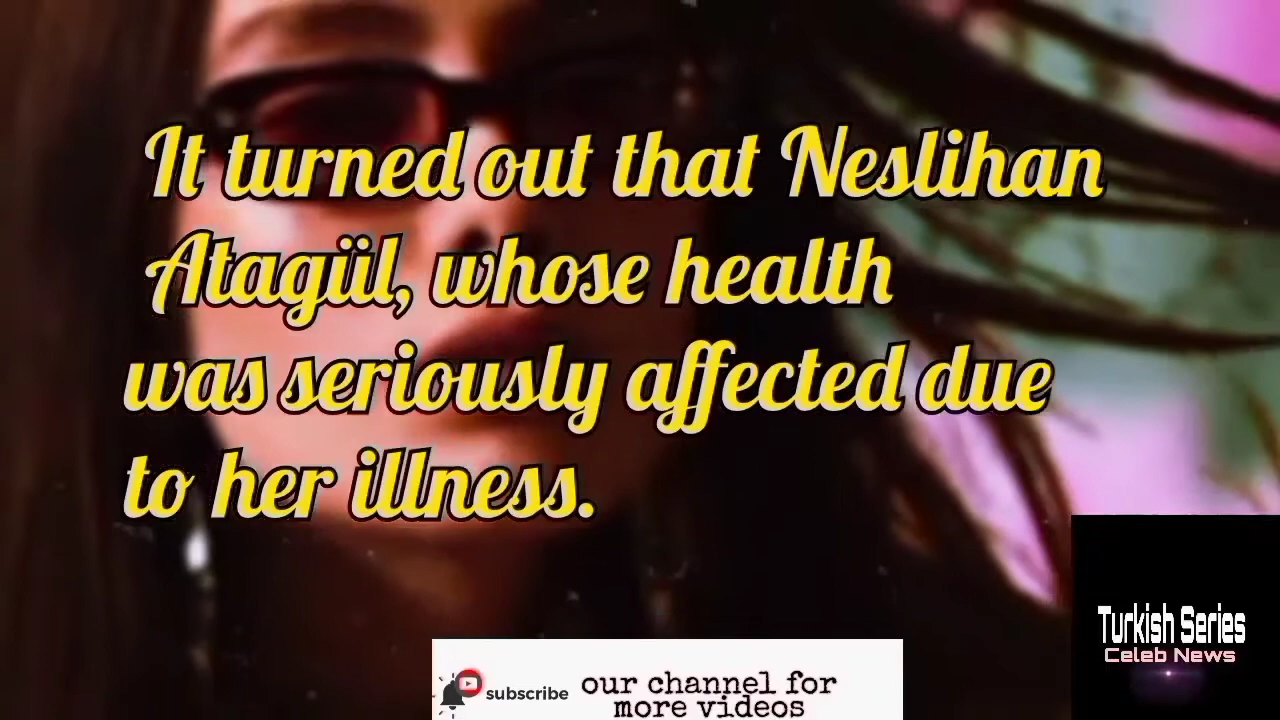 It turned out that Neslihan
Atagül, whose health
was seriously affected due
to her illness.
Turkish Series
Celeb News
subscribe
our channel for
more videos